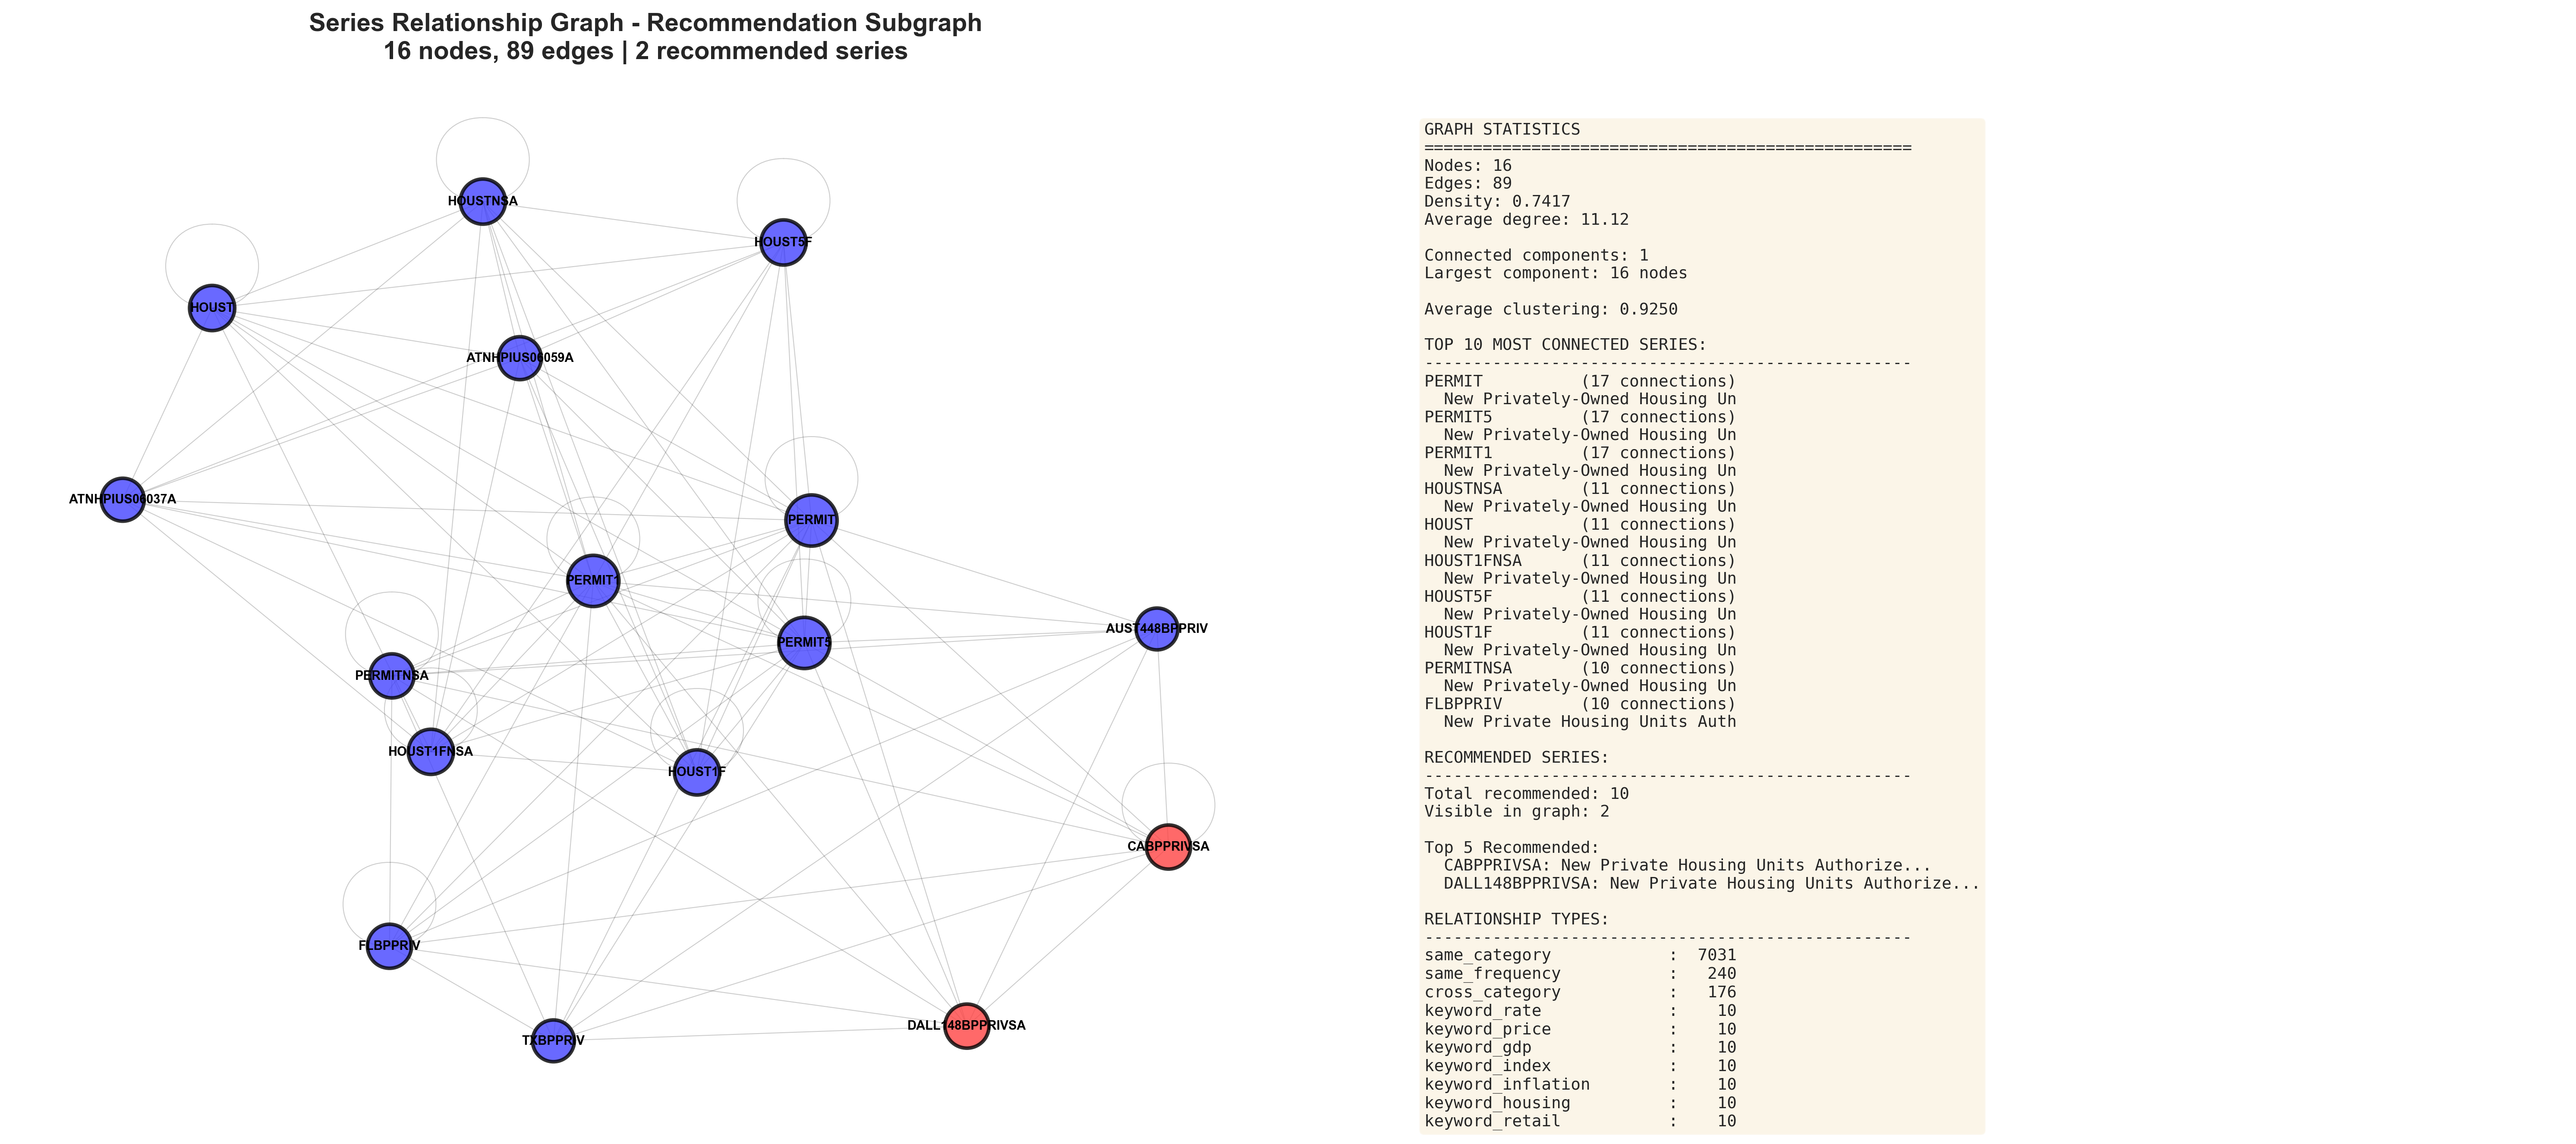 Series Relationship Graph - Recommendation Subgraph
16 nodes, 89 edges | 2 recommended series
HOUSTNSA
HOUST5F
HOUST
ATNHPIUS06059A
ATNHPIUS06037A
PERMIT
PERMIT1
AUST448BPPRIV
PERMIT5
PERMITNSA
HOUST1FNSA
HOUST1F
CABPPRIVSA
FLBPPRIV
DALL148BPPRIVSA
TXBPPRIV
GRAPH STATISTICS
==================================================
Nodes: 16
Edges: 89
Density: 0.7417
Average degree: 11.12
Connected components: 1
Largest component: 16 nodes
Average clustering: 0.9250
TOP 10 MOST CONNECTED SERIES:
--------------------------------------------------
PERMIT          (17 connections)
  New Privately-Owned Housing Un
PERMIT5         (17 connections)
  New Privately-Owned Housing Un
PERMIT1         (17 connections)
  New Privately-Owned Housing Un
HOUSTNSA        (11 connections)
  New Privately-Owned Housing Un
HOUST           (11 connections)
  New Privately-Owned Housing Un
HOUST1FNSA      (11 connections)
  New Privately-Owned Housing Un
HOUST5F         (11 connections)
  New Privately-Owned Housing Un
HOUST1F         (11 connections)
  New Privately-Owned Housing Un
PERMITNSA       (10 connections)
  New Privately-Owned Housing Un
FLBPPRIV        (10 connections)
  New Private Housing Units Auth
RECOMMENDED SERIES:
--------------------------------------------------
Total recommended: 10
Visible in graph: 2
Top 5 Recommended:
  CABPPRIVSA: New Private Housing Units Authorize...
  DALL148BPPRIVSA: New Private Housing Units Authorize...
RELATIONSHIP TYPES:
--------------------------------------------------
same_category            :  7031
same_frequency           :   240
cross_category           :   176
keyword_rate             :    10
keyword_price            :    10
keyword_gdp              :    10
keyword_index            :    10
keyword_inflation        :    10
keyword_housing          :    10
keyword_retail           :    10